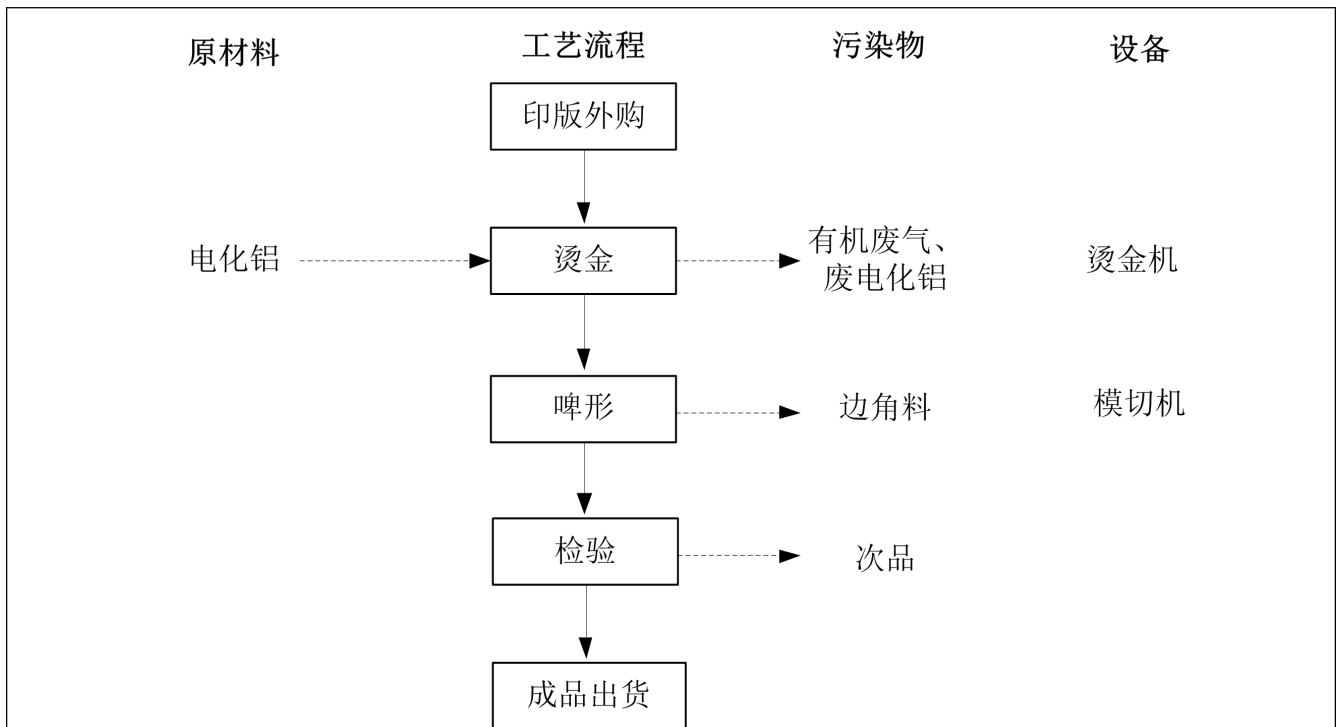 原材料 工艺流程 污染物 设备
印版外购
电化铝 烫金 有机废气、 烫金机
废电化铝
啤形 边角料 模切机
检验 次品
成品出货